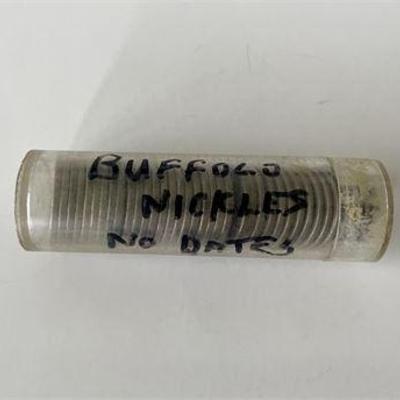 BUFFOLO
NICKLES
NO DATES